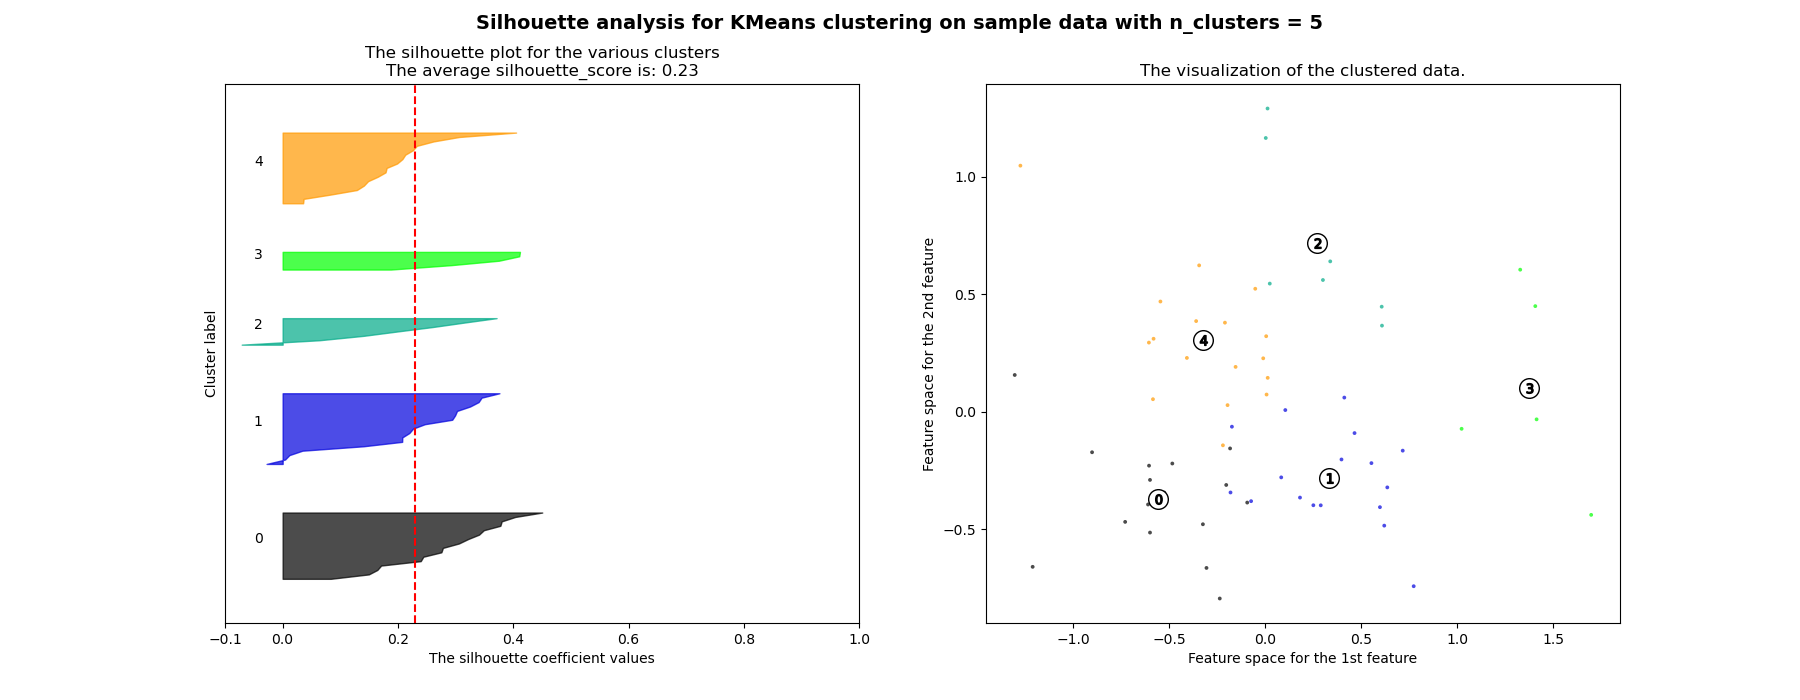 Silhouette analysis for KMeans clustering on sample data with n_clusters = 5
The silhouette plot for the various clusters
The average silhouette_score is: 0.23
Cluster label
4
3
2
1
0
−0.1 0.0 0.2 0.4 0.6 0.8 1.0
The silhouette coefficient values
The visualization of the clustered data.
Feature space for the 2nd feature
1.0
0.5
0.0
−0.5
2
4
3
1
0
−1.0 −0.5 0.0 0.5 1.0 1.5
Feature space for the 1st feature